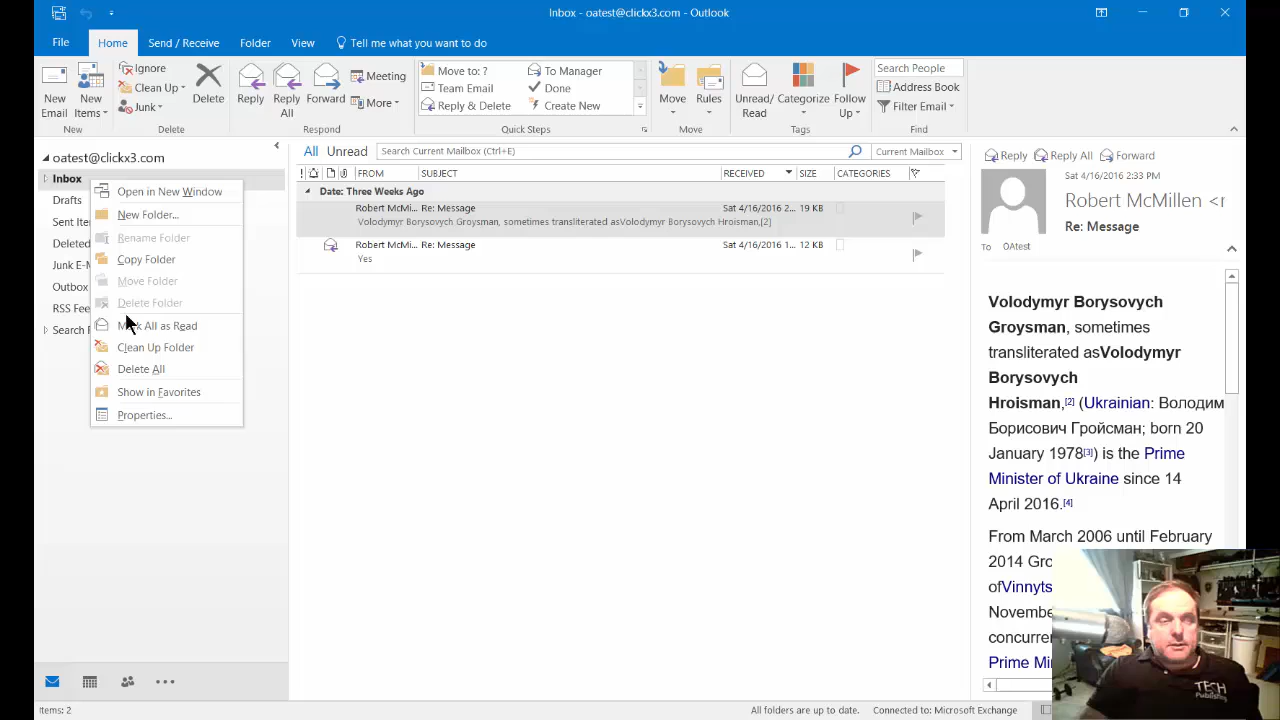 Inbox - oatest@clickx3.com - Outlook
File
Home
Send / Receive
Folder
View
Tell me what you want to do
New Email
New Items
New
Ignore
Clean Up
Junk
Delete
Delete
Reply
Reply All
Forward
Meeting
More
Respond
Move to: ?
Team Email
Reply & Delete
To Manager
Done
Create New
Quick Steps
Move
Rules
Move
Unread/ Read
Categorize
Follow Up
Tags
Search People
Address Book
Filter Email
Find
oatest@clickx3.com
Inbox
Drafts
Sent Ite
Deleted
Junk E-M
Outbox
RSS Fee
Search F
Open in New Window
New Folder...
Rename Folder
Copy Folder
Move Folder
Delete Folder
Mark All as Read
Clean Up Folder
Delete All
Show in Favorites
Properties...
All Unread
Search Current Mailbox (Ctrl+E)
Current Mailbox
FROM SUBJECT RECEIVED SIZE CATEGORIES
Date: Three Weeks Ago
Robert McMi... Re: Message Sat 4/16/2016 2... 19 KB
Volodymyr Borysovych Groysman, sometimes transliterated asVolodymyr Borysovych Hroisman,[2]
Robert McMi... Re: Message Sat 4/16/2016 1... 12 KB
Yes
Reply Reply All Forward
Sat 4/16/2016 2:33 PM
Robert McMillen <r
Re: Message
To OAtest
Volodymyr Borysovych
Groysman, sometimes
transliterated asVolodymyr
Borysovych
Hroisman,[2] (Ukrainian: Володим
Борисович Гройсман; born 20
January 1978[3]) is the Prime
Minister of Ukraine since 14
April 2016.[4]
From March 2006 until February
2014 Gro
ofVinnyts
Novembe
concurre
Prime Mi
TECH
Publishing
Items: 2
All folders are up to date.
Connected to: Microsoft Exchange